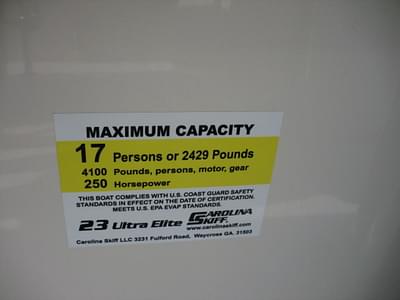 MAXIMUM CAPACITY
17 Persons or 2429 Pounds
4100 Pounds, persons, motor, gear
250 Horsepower
THIS BOAT COMPLIES WITH U.S. COAST GUARD SAFETY
STANDARDS IN EFFECT ON THE DATE OF CERTIFICATION.
MEETS U.S. EPA EVAP STANDARDS.
23 Ultra Elite CAROLINA SKIFF
www.carolinaskiff.com
Carolina Skiff LLC 3231 Fulford Road, Waycross GA. 31503